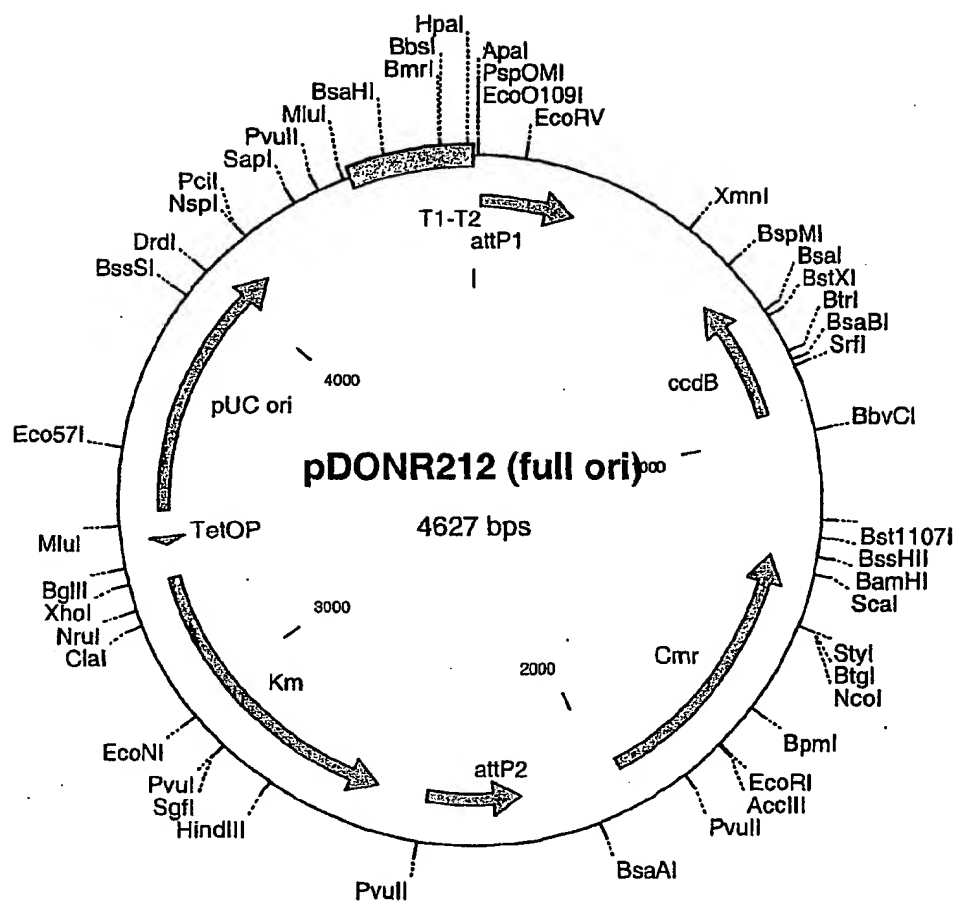 HpaI
BbsI
BmrI
BsaHI
MluI
PvuII
SapI
PciI
NspI
DrdI
BssSI
ApaI
PspOMI
EcoO109I
EcoRV
XmnI
BspMI
BsaI
BstXI
BtrI
BsaBI
SrfI
BbvCI
T1-T2
attP1
ccdB
pUC ori
4000
Eco57I
pDONR212 (full ori)
1000
4627 bps
MluI
TetOP
BglII
XhoI
NruI
ClaI
3000
Km
2000
Cmr
Bst1107I
BssHII
BamHI
ScaI
StyI
BtgI
NcoI
BpmI
EcoRI
AccIII
PvuII
BsaAI
attP2
EcoNI
PvuI
SgfI
HindIII
PvuII